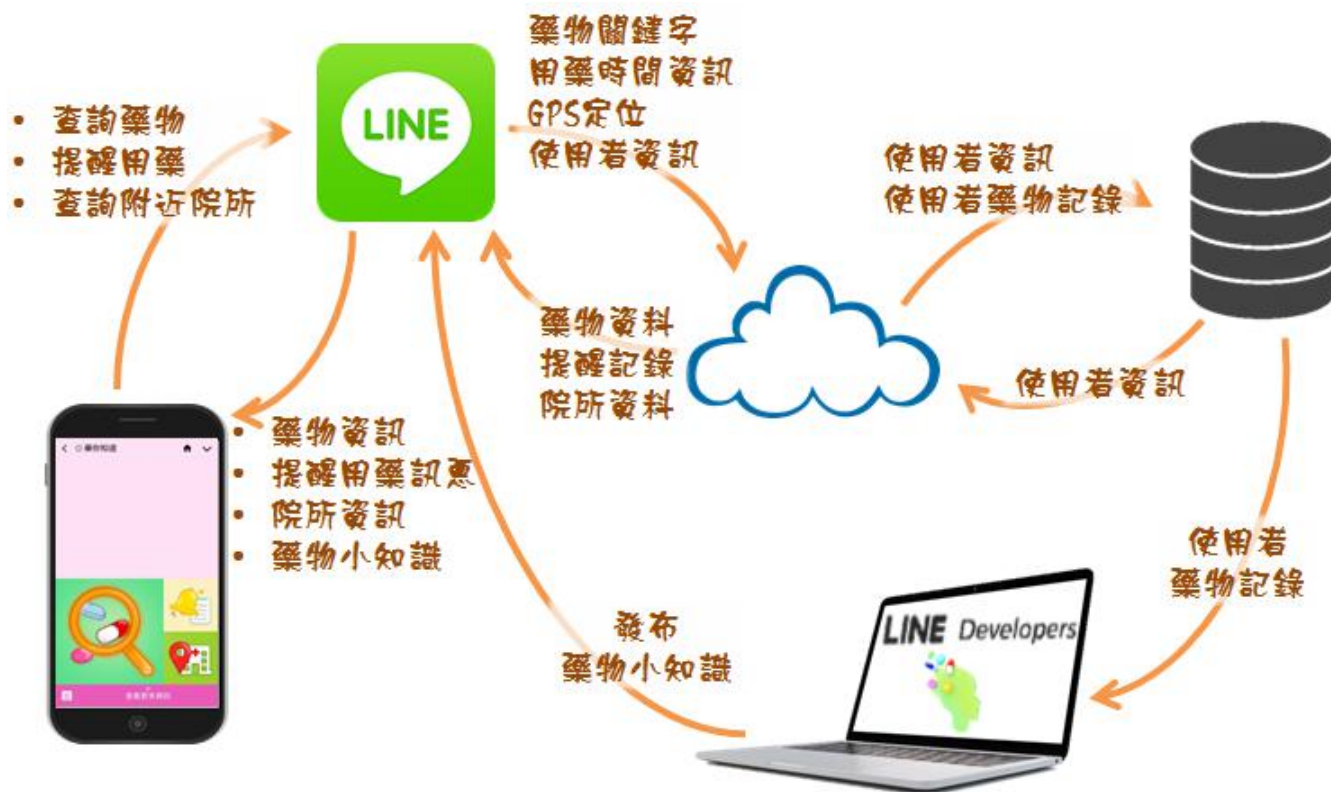 藥物關鍵字
用藥時間資訊
GPS定位
使用者資訊
LINE
• 查詢藥物
• 提醒用藥
• 查詢附近院所
使用者資訊
使用者藥物記錄
藥物資料
提醒記錄
院所資料
使用者資訊
• 藥物資訊
• 提醒用藥訊息
• 院所資訊
• 藥物小知識
使用者
藥物記錄
發布
藥物小知識
LINE Developers